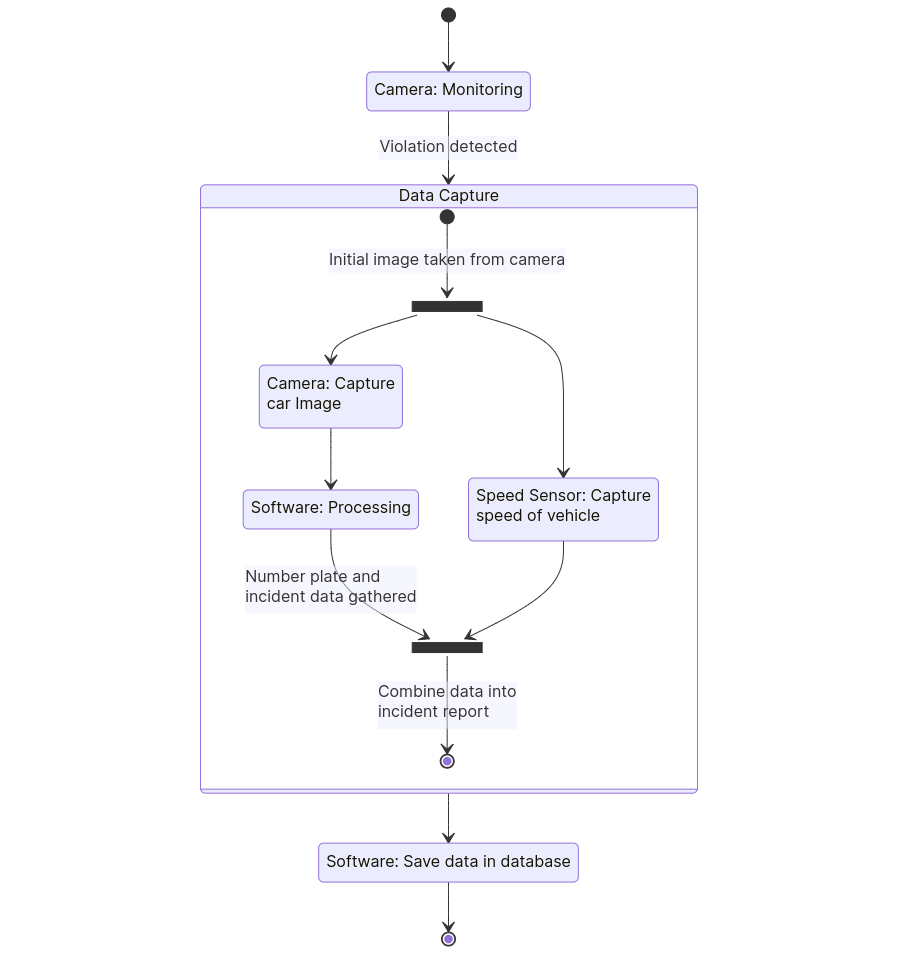 Camera: Monitoring
Violation detected
Data Capture
Initial image taken from camera
Camera: Capture
car Image
Software: Processing
Speed Sensor: Capture
speed of vehicle
Number plate and
incident data gathered
Combine data into
incident report
Software: Save data in database